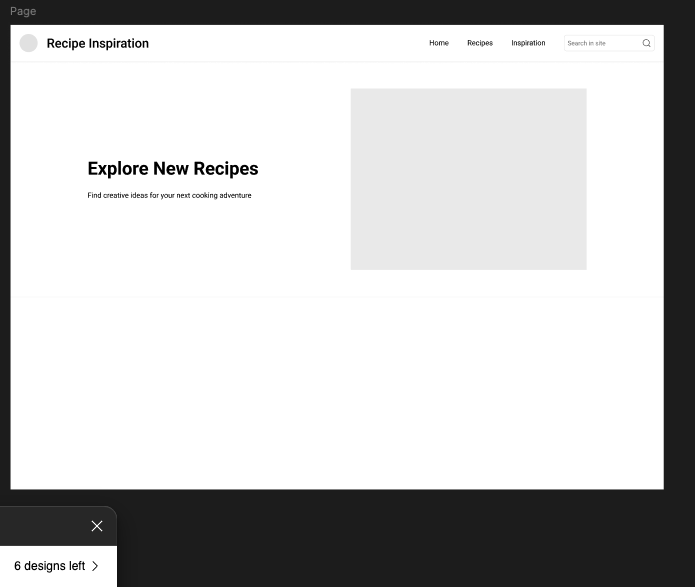 Page
Recipe Inspiration
Home
Recipes
Inspiration
Search in site
Explore New Recipes
Find creative ideas for your next cooking adventure
6 designs left